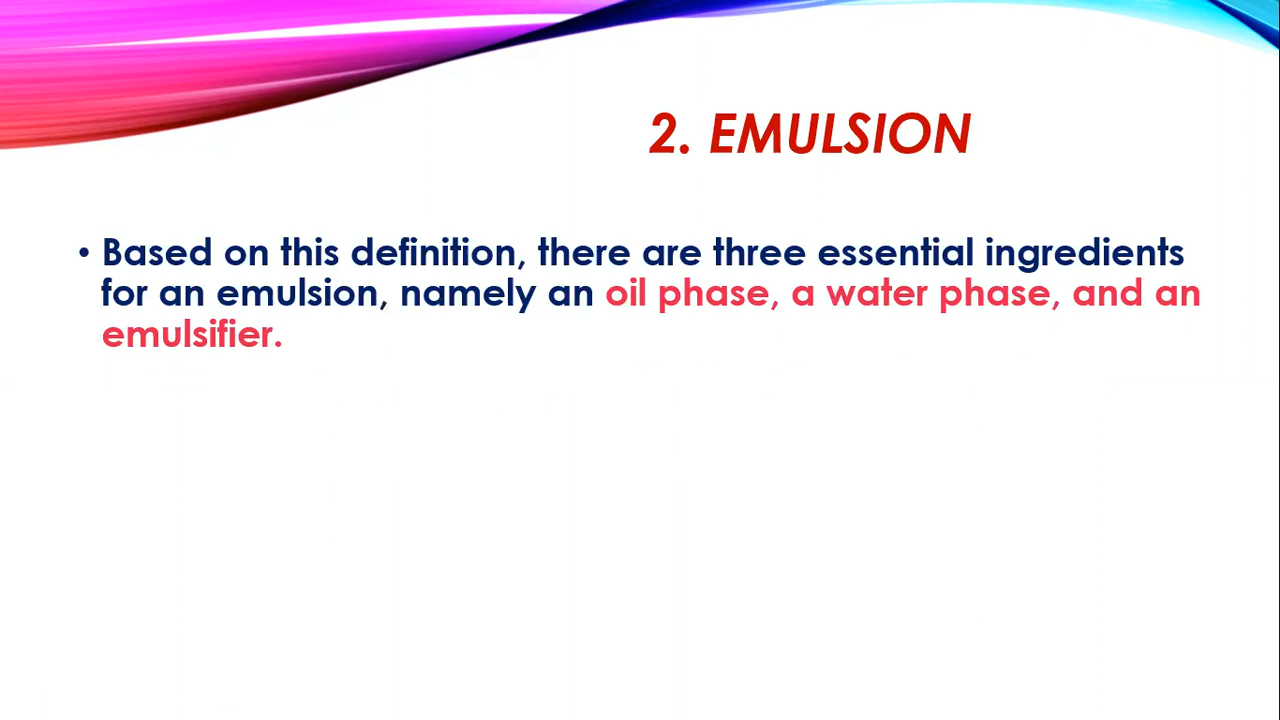 2. EMULSION
• Based on this definition, there are three essential ingredients
for an emulsion, namely an oil phase, a water phase, and an
emulsifier.